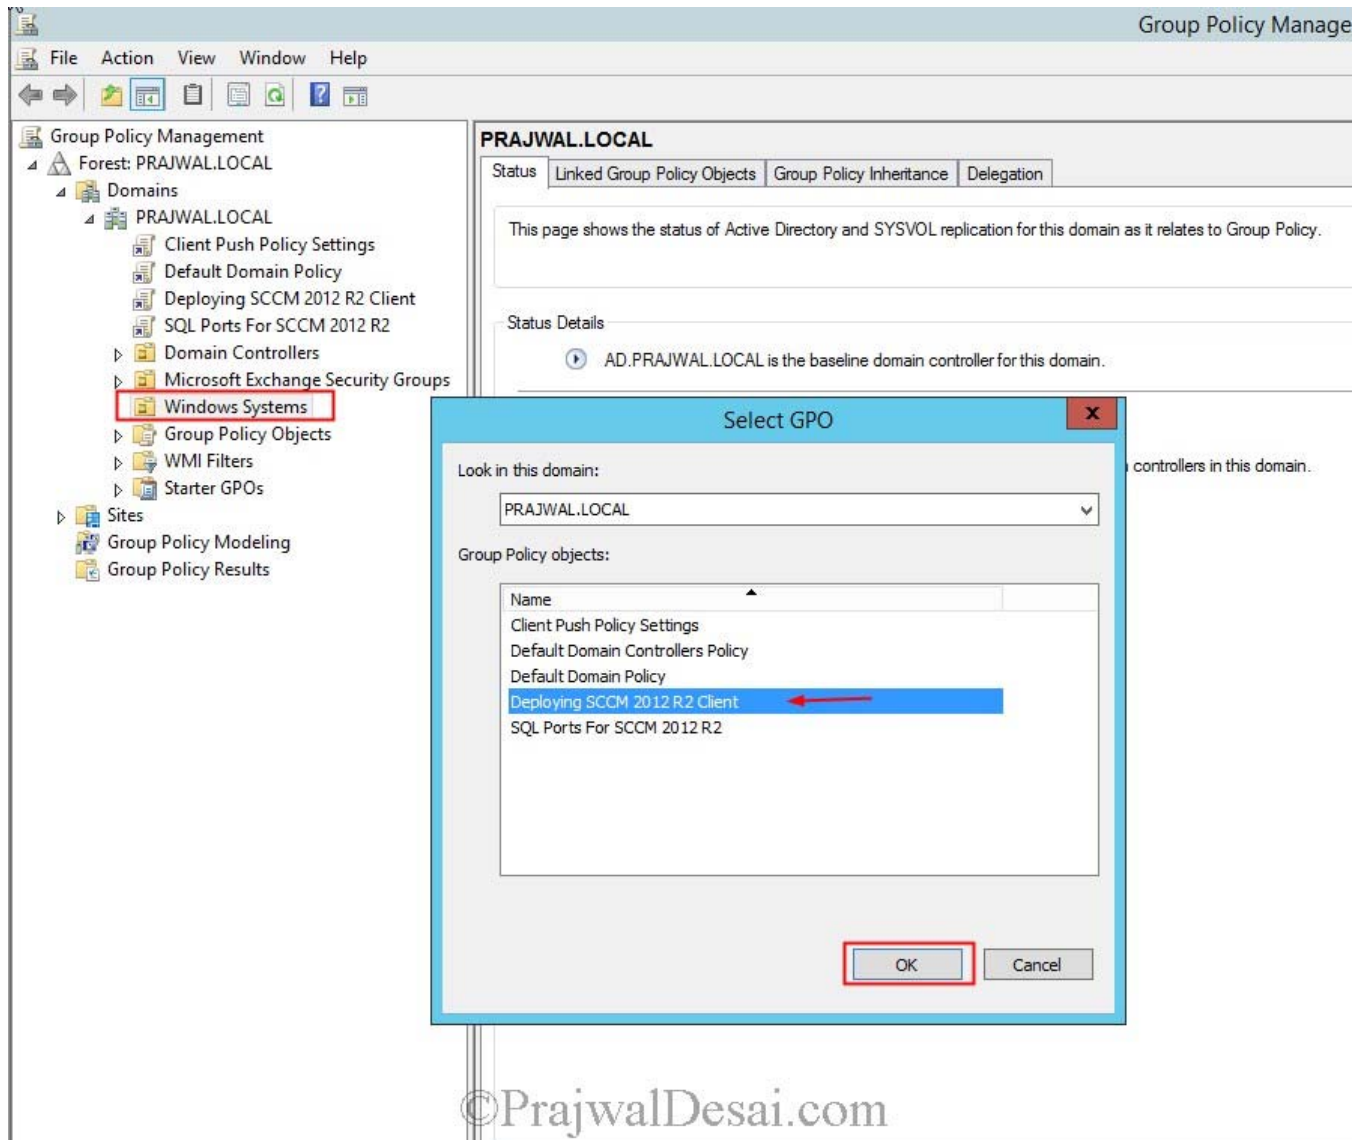 Group Policy Manage
File Action View Window Help
Group Policy Management
Forest: PRAJWAL.LOCAL
Domains
PRAJWAL.LOCAL
Client Push Policy Settings
Default Domain Policy
Deploying SCCM 2012 R2 Client
SQL Ports For SCCM 2012 R2
Domain Controllers
Microsoft Exchange Security Groups
Windows Systems
Group Policy Objects
WMI Filters
Starter GPOs
Sites
Group Policy Modeling
Group Policy Results
PRAJWAL.LOCAL
Status Linked Group Policy Objects Group Policy Inheritance Delegation
This page shows the status of Active Directory and SYSVOL replication for this domain as it relates to Group Policy.
Status Details
AD.PRAJWAL.LOCAL is the baseline domain controller for this domain.
controllers in this domain.
Select GPO
x
Look in this domain:
PRAJWAL.LOCAL
Group Policy objects:
Name
Client Push Policy Settings
Default Domain Controllers Policy
Default Domain Policy
Deploying SCCM 2012 R2 Client
SQL Ports For SCCM 2012 R2
OK Cancel
©PrajwalDesai.com